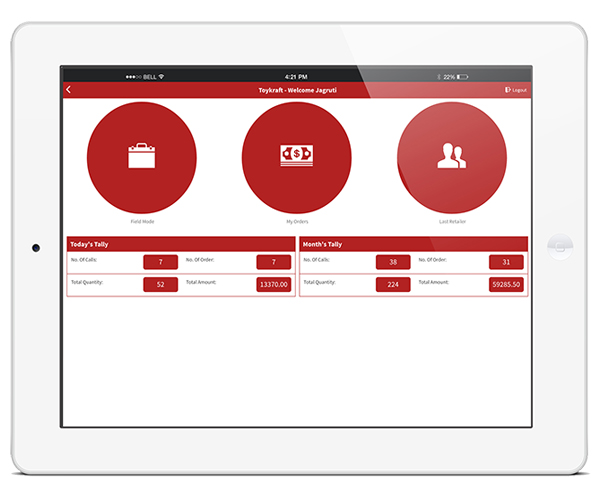 BELL 4:21 PM 22%
Toykraft - Welcome Jagruti Logout
Field Mode My Orders Last Retailer
Today's Tally Month's Tally
No. Of Calls: 7 No. Of Order: 7 No. Of Calls: 38 No. Of Order: 31
Total Quantity: 52 Total Amount: 13370.00 Total Quantity: 224 Total Amount: 59285.50